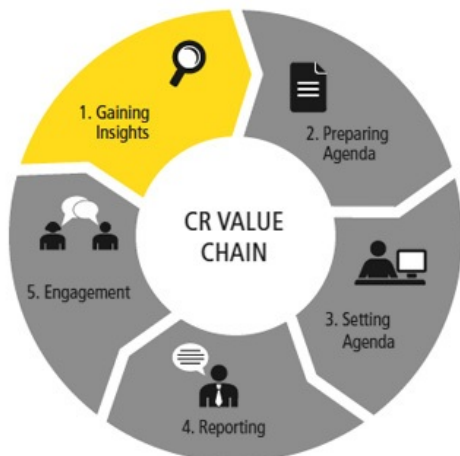 1. Gaining
Insights
2. Preparing
Agenda
CR VALUE
CHAIN
5. Engagement
3. Setting
Agenda
4. Reporting